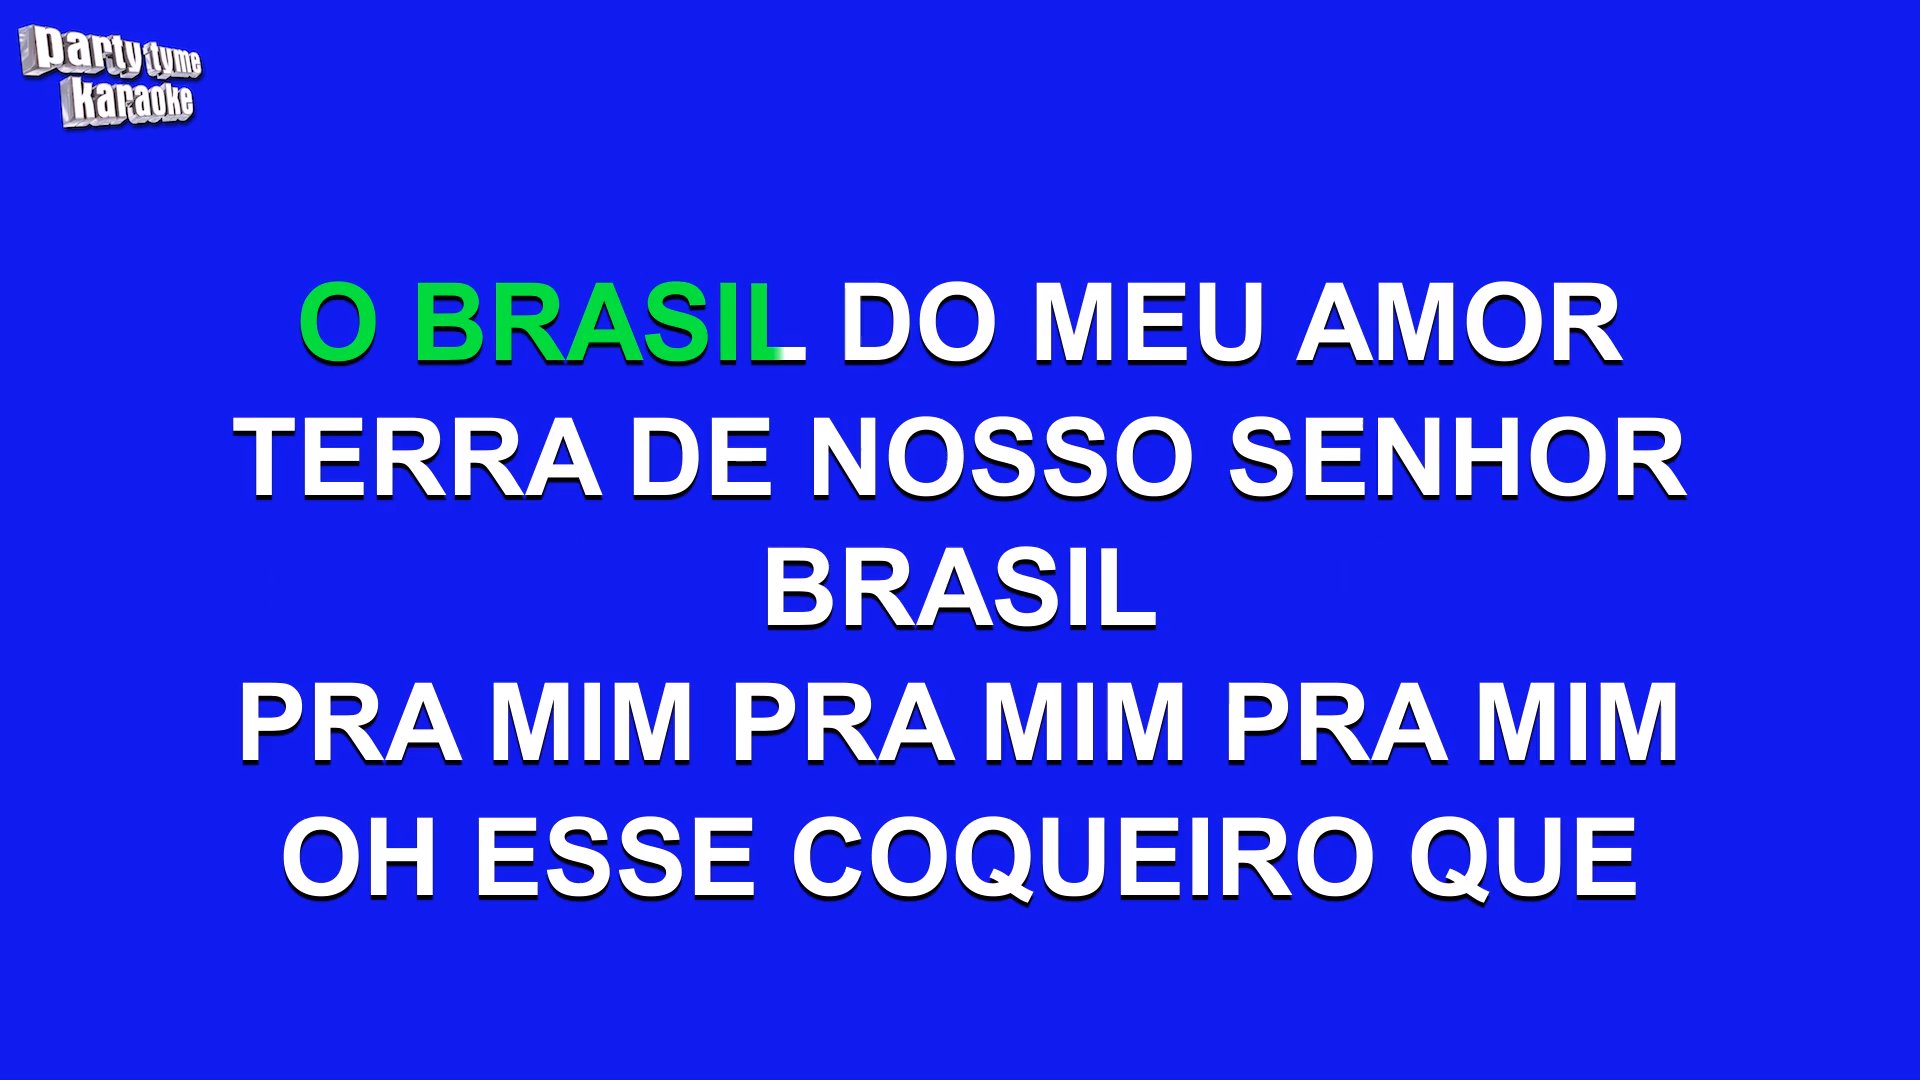 party tyme
karaoke
O BRASIL DO MEU AMOR
TERRA DE NOSSO SENHOR
BRASIL
PRA MIM PRA MIM PRA MIM
OH ESSE COQUEIRO QUE